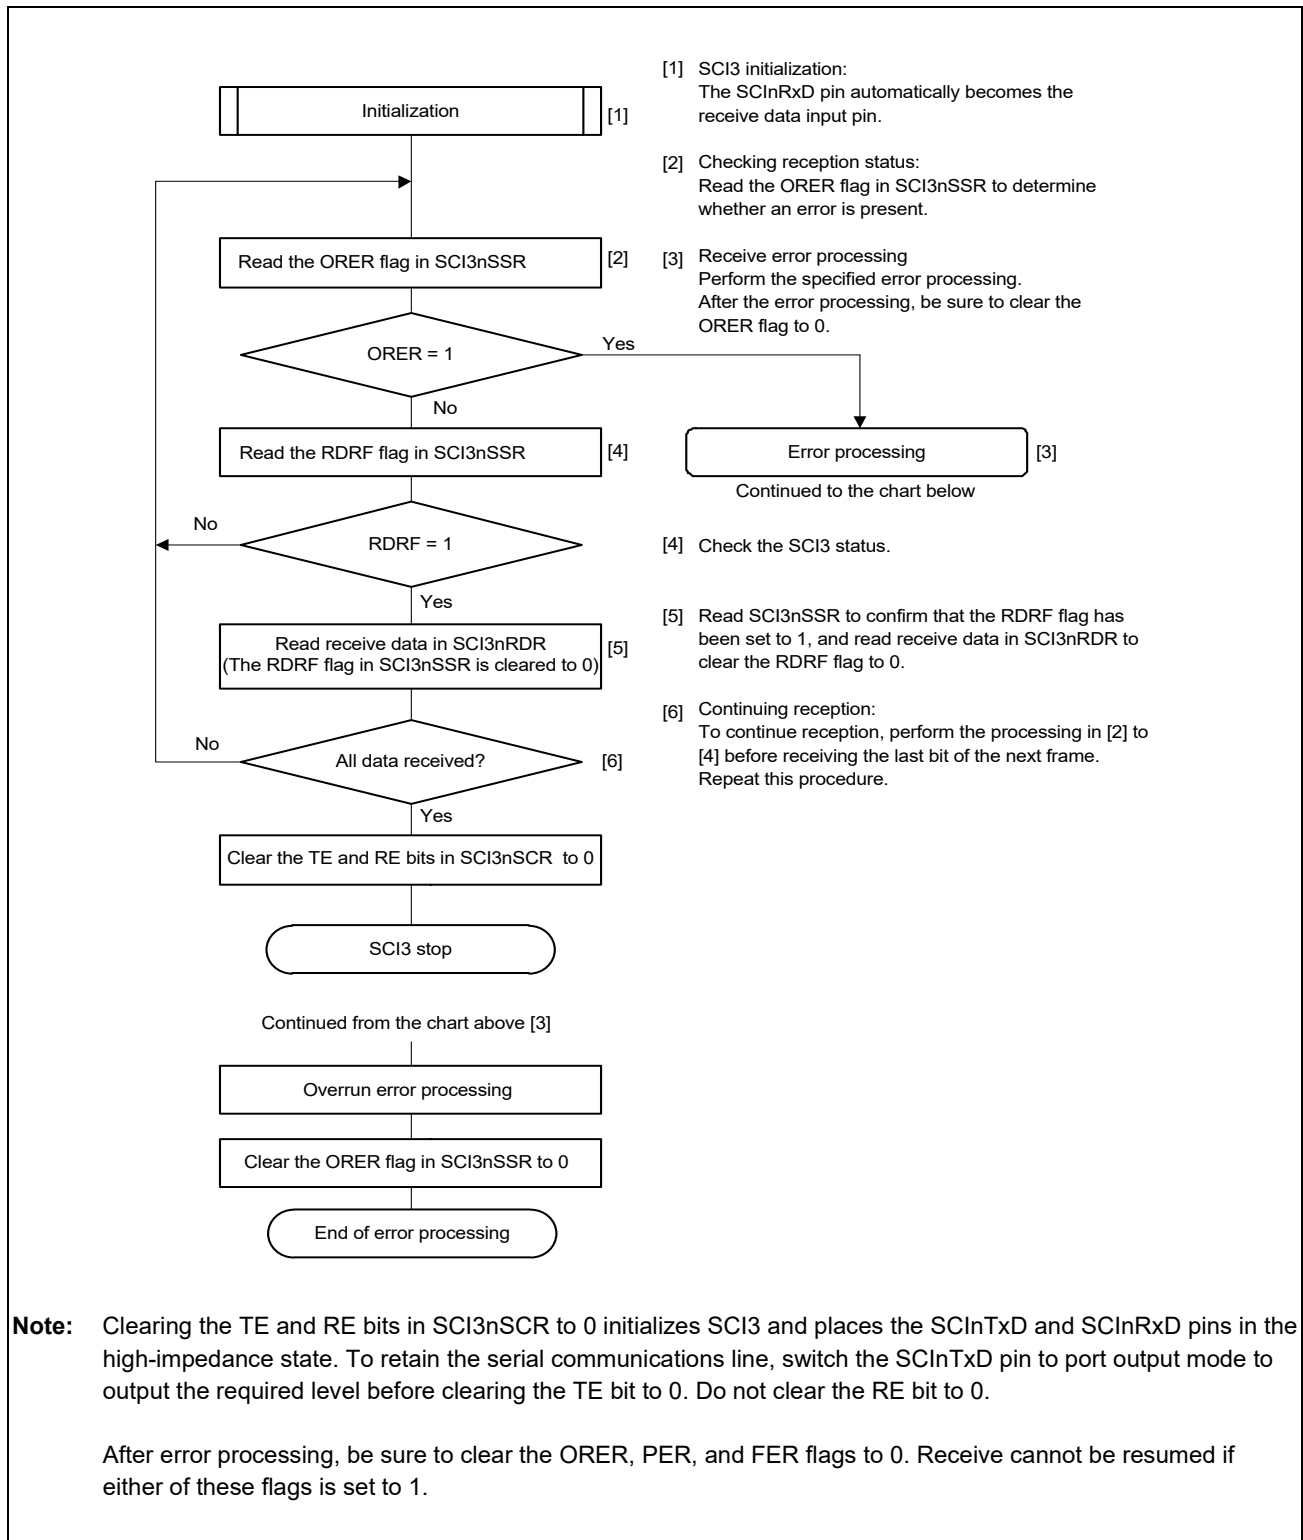 Initialization
[1]
[1] SCI3 initialization:
The SCInRxD pin automatically becomes the
receive data input pin.
[2] Checking reception status:
Read the ORER flag in SCI3nSSR to determine
whether an error is present.
Read the ORER flag in SCI3nSSR
[2]
[3] Receive error processing
Perform the specified error processing.
After the error processing, be sure to clear the
ORER flag to 0.
ORER = 1
Yes
No
Read the RDRF flag in SCI3nSSR
[4]
Error processing
[3]
Continued to the chart below
No
RDRF = 1
[4] Check the SCI3 status.
Yes
Read receive data in SCI3nRDR
(The RDRF flag in SCI3nSSR is cleared to 0)
[5]
[5] Read SCI3nSSR to confirm that the RDRF flag has
been set to 1, and read receive data in SCI3nRDR to
clear the RDRF flag to 0.
[6] Continuing reception:
To continue reception, perform the processing in [2] to
[4] before receiving the last bit of the next frame.
Repeat this procedure.
No
All data received?
[6]
Yes
Clear the TE and RE bits in SCI3nSCR to 0
SCI3 stop
Continued from the chart above [3]
Overrun error processing
Clear the ORER flag in SCI3nSSR to 0
End of error processing
Note: Clearing the TE and RE bits in SCI3nSCR to 0 initializes SCI3 and places the SCInTxD and SCInRxD pins in the
high-impedance state. To retain the serial communications line, switch the SCInTxD pin to port output mode to
output the required level before clearing the TE bit to 0. Do not clear the RE bit to 0.
After error processing, be sure to clear the ORER, PER, and FER flags to 0. Receive cannot be resumed if
either of these flags is set to 1.